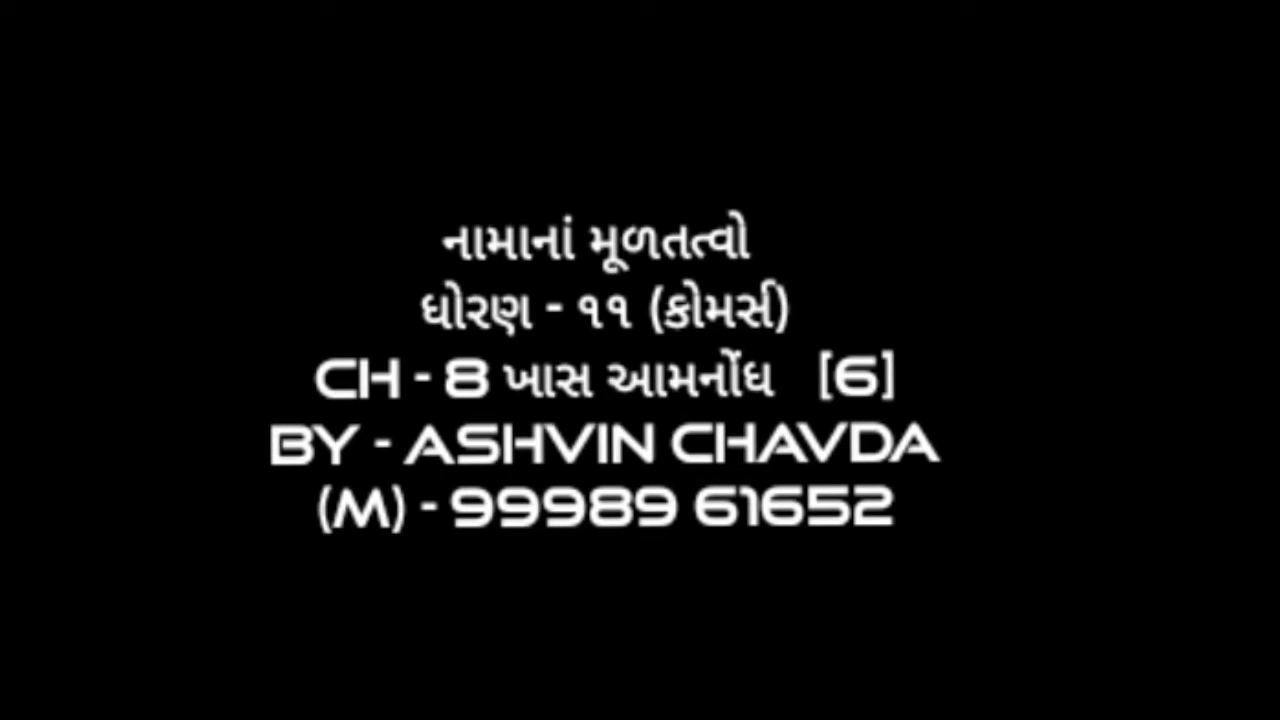 નામાનાં મૂળતત્વો
ધોરણ - ૧૧ (કોમર્સ)
CH - 8 ખાસ આમનોંધ [6]
BY - ASHVIN CHAVDA
(M) - 99989 61652